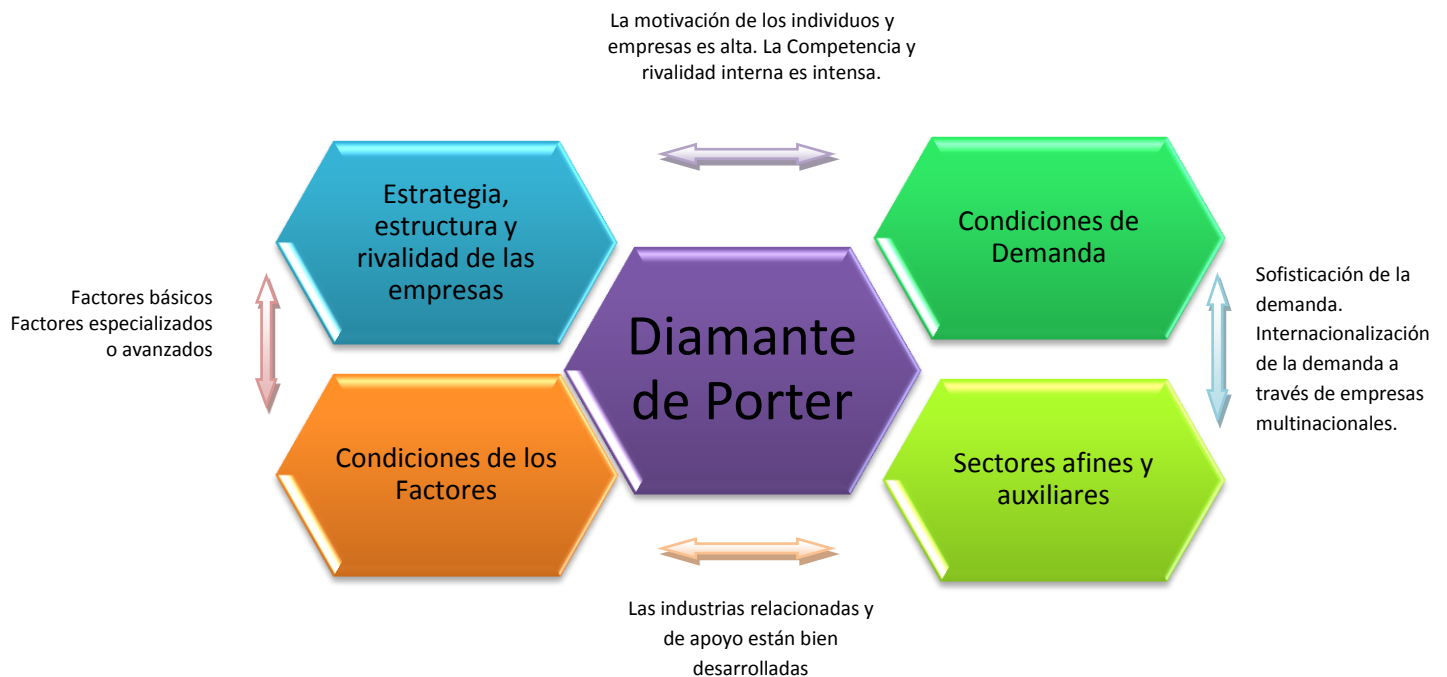 La motivación de los individuos y
empresas es alta. La Competencia y
rivalidad interna es intensa.
Estrategia,
estructura y
rivalidad de las
empresas
Condiciones de
Demanda
Factores básicos
Factores especializados
o avanzados
Diamante
de Porter
Sofisticación de la
demanda.
Internacionalización
de la demanda a
través de empresas
multinacionales.
Condiciones de los
Factores
Sectores afines y
auxiliares
Las industrias relacionadas y
de apoyo están bien
desarrolladas